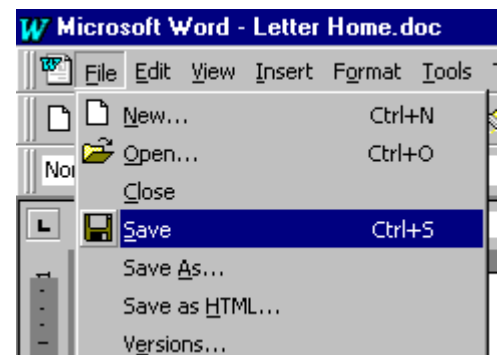 Microsoft Word - Letter Home.doc
File Edit View Insert Format Tools
New... Ctrl+N
Open... Ctrl+O
Close
Save Ctrl+S
Save As...
Save as HTML...
Versions...